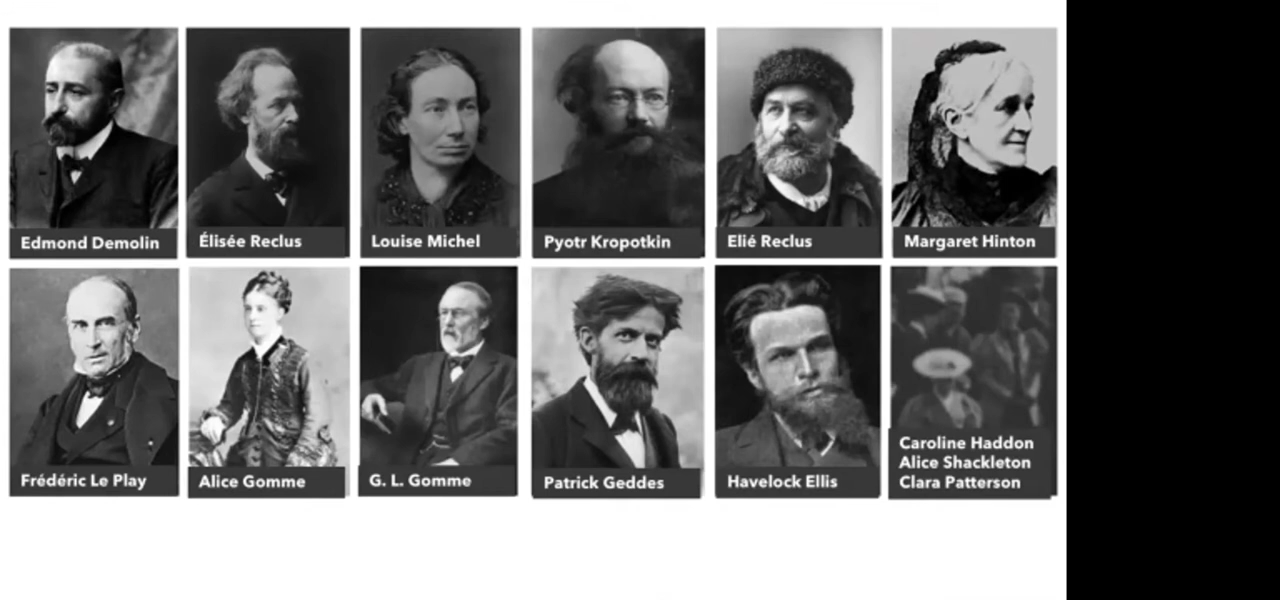 Edmond Demolin
Élisée Reclus
Louise Michel
Pyotr Kropotkin
Elié Reclus
Margaret Hinton
Frédéric Le Play
Alice Gomme
G. L. Gomme
Patrick Geddes
Havelock Ellis
Caroline Haddon
Alice Shackleton
Clara Patterson